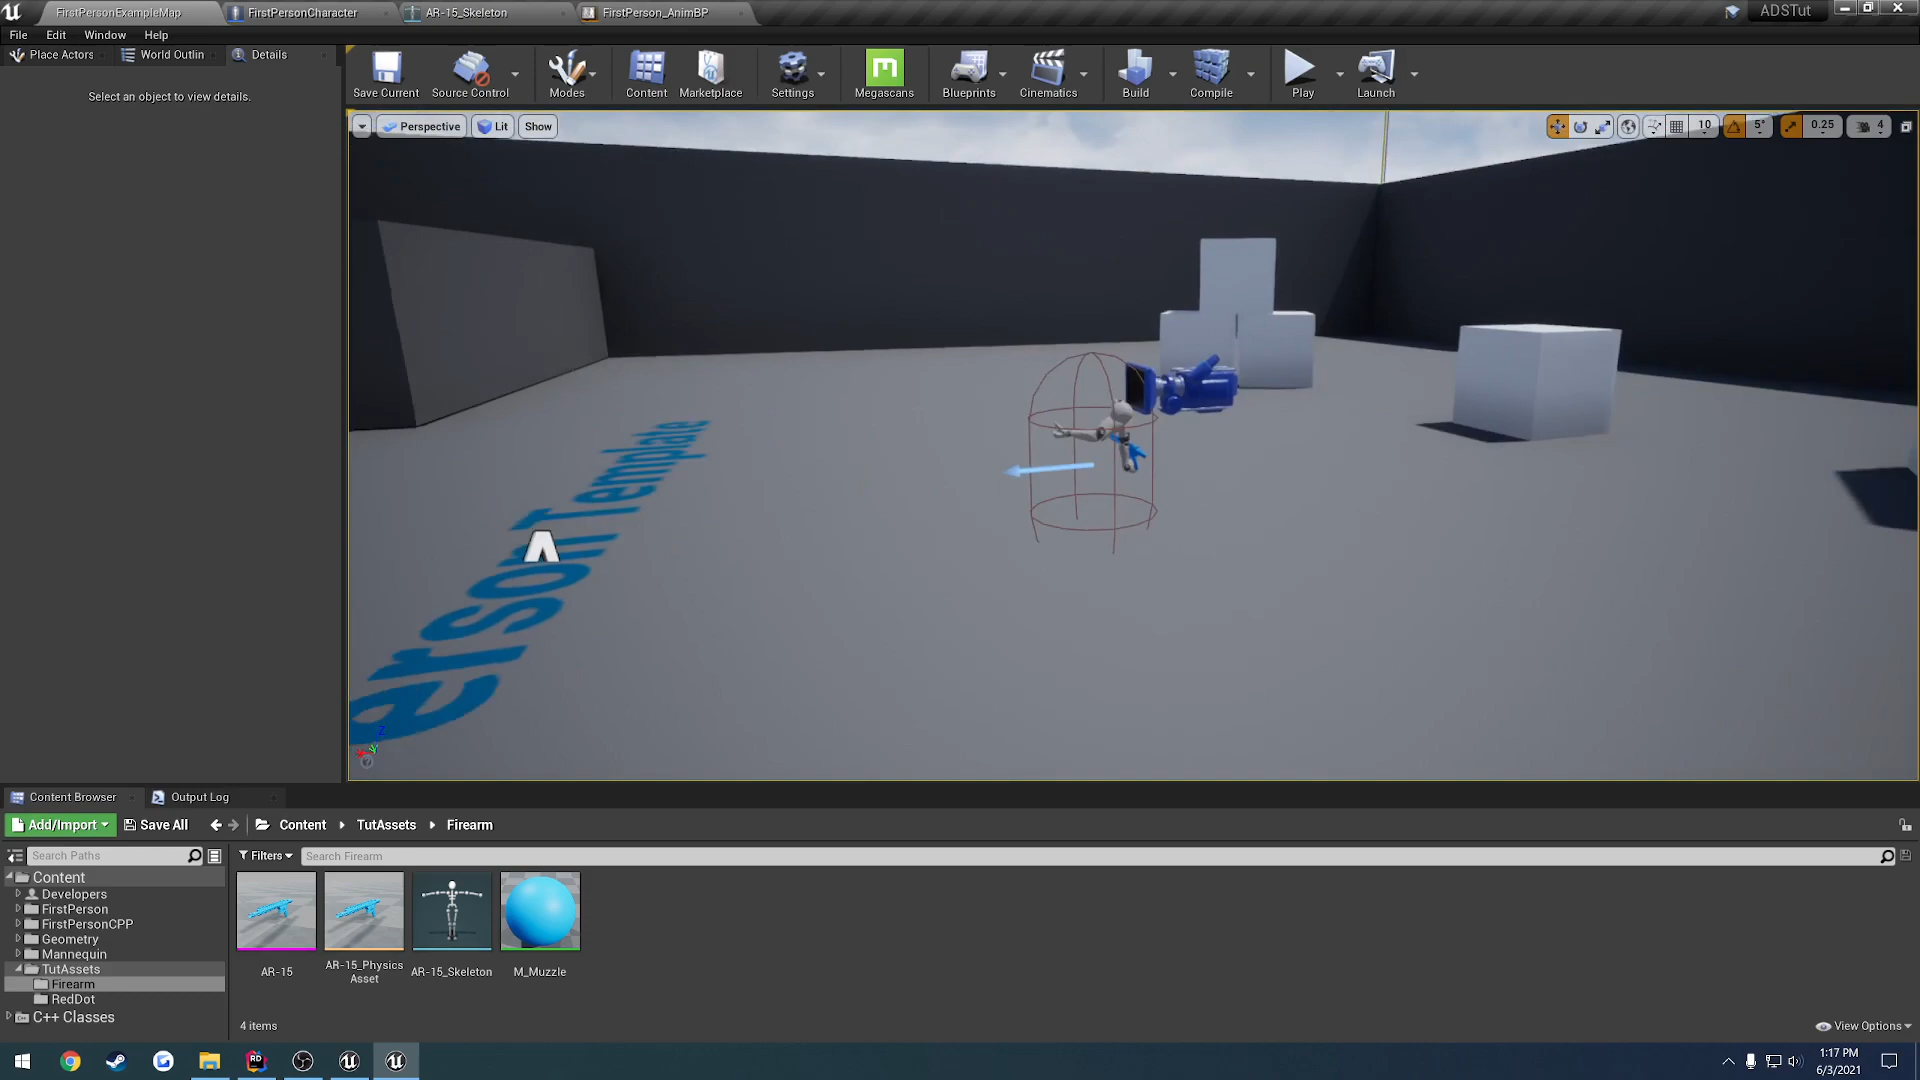 FirstPersonExampleMap
FirstPersonCharacter
AR-15_Skeleton
FirstPerson_AnimBP
ADSTut
File Edit Window Help
Place Actors
World Outlin
Details
Select an object to view details.
Save Current
Source Control
Modes
Content
Marketplace
Settings
Megascans
Blueprints
Cinematics
Build
Compile
Play
Launch
Perspective
Lit
Show
10
5°
0.25
4
erson Template
Z
Content Browser
Output Log
Add/Import
Save All
Content
TutAssets
Firearm
Search Paths
Filters
Search Firearm
Content
Developers
FirstPerson
FirstPersonCPP
Geometry
Mannequin
TutAssets
Firearm
RedDot
C++ Classes
AR-15
AR-15_Physics
Asset
AR-15_Skeleton
M_Muzzle
4 items
View Options
RD
1:17 PM
6/3/2021